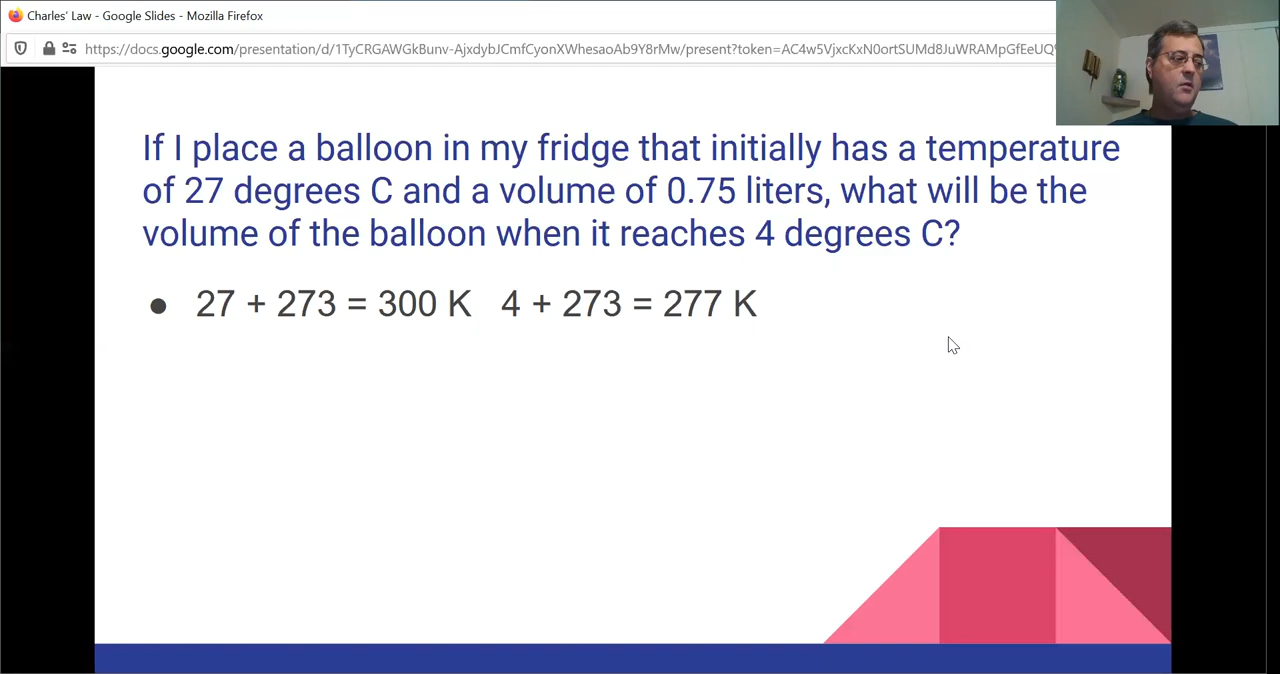 Charles' Law - Google Slides - Mozilla Firefox
https://docs.google.com/presentation/d/1TyCRGAWGkBunv-AjxdybJCmfCyonXWhesaoAb9Y8rMw/present?token=AC4w5VjxcKxN0ortSUMd8JuWRAMpGfEeUQ
If I place a balloon in my fridge that initially has a temperature
of 27 degrees C and a volume of 0.75 liters, what will be the
volume of the balloon when it reaches 4 degrees C?
● 27 + 273 = 300 K 4 + 273 = 277 K